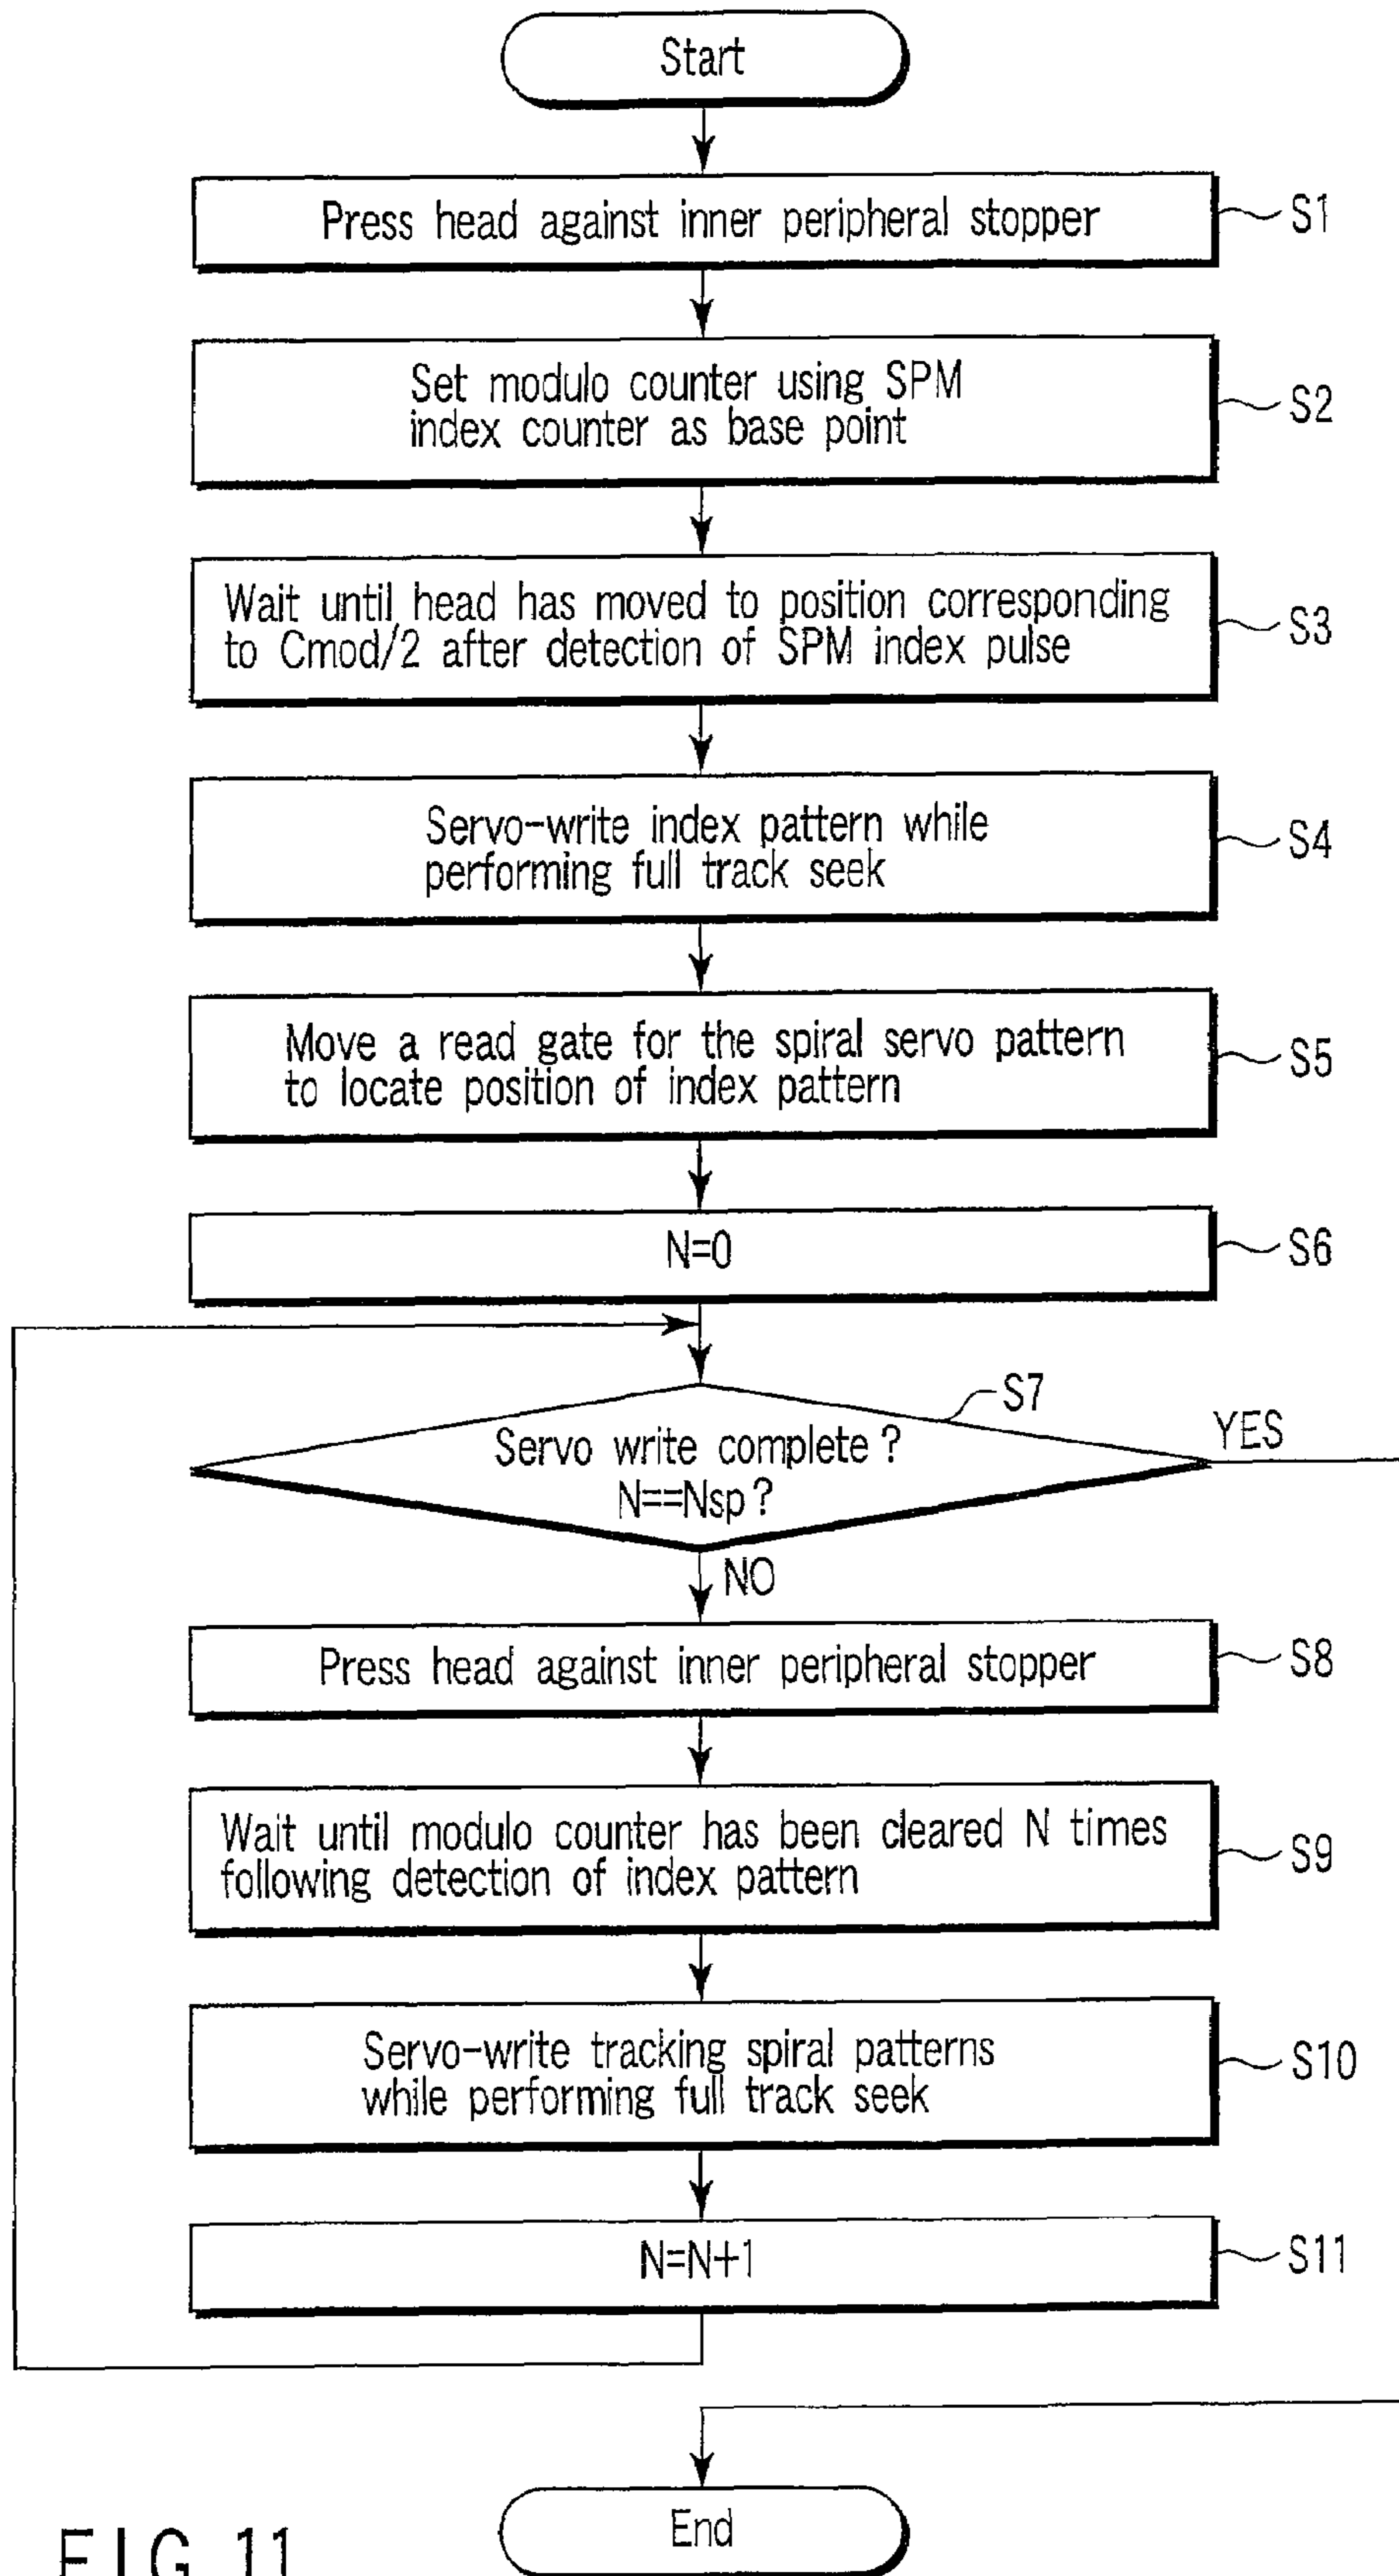 Start
Press head against inner peripheral stopper
S1
Set modulo counter using SPM
index counter as base point
S2
Wait until head has moved to position corresponding
to Cmod/2 after detection of SPM index pulse
S3
Servo-write index pattern while
performing full track seek
S4
Move a read gate for the spiral servo pattern
to locate position of index pattern
S5
N=0
S6
S7
Servo write complete?
N==Nsp?
YES
NO
Press head against inner peripheral stopper
S8
Wait until modulo counter has been cleared N times
following detection of index pattern
S9
Servo-write tracking spiral patterns
while performing full track seek
S10
N=N+1
S11
End
FIG. 11